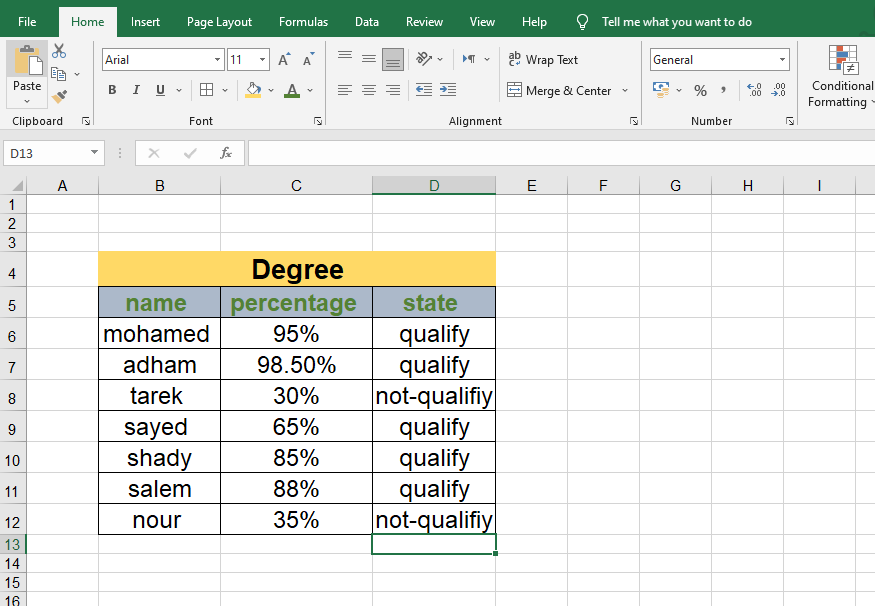 File Home Insert Page Layout Formulas Data Review View Help Tell me what you want to do
Arial 11 A A ab Wrap Text General
Paste B I U A Merge & Center % , Conditional
Formatting
Clipboard Font Alignment Number
D13 fx
A B C D E F G H I
1
2
3
4 Degree
5 name percentage state
6 mohamed 95% qualify
7 adham 98.50% qualify
8 tarek 30% not-qualifiy
9 sayed 65% qualify
10 shady 85% qualify
11 salem 88% qualify
12 nour 35% not-qualifiy
13
14
15
16